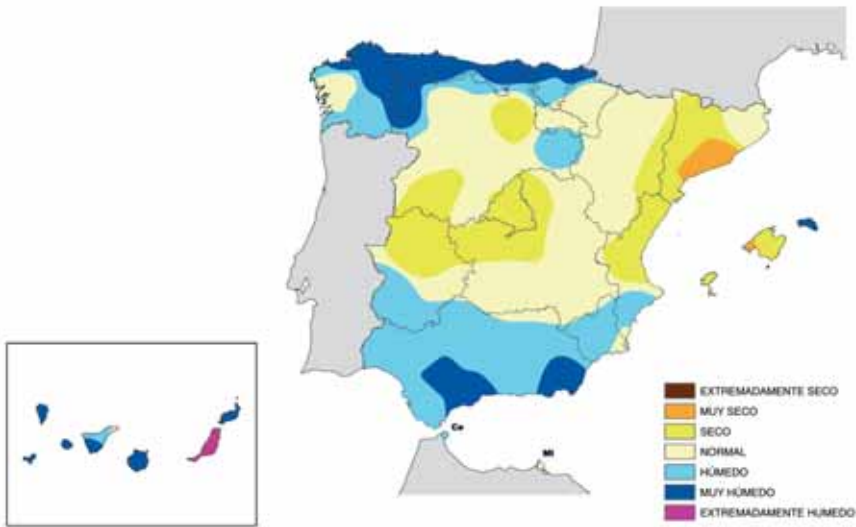 Ce
Ml
EXTREMADAMENTE SECO
MUY SECO
SECO
NORMAL
HÚMEDO
MUY HÚMEDO
EXTREMADAMENTE HUMEDO